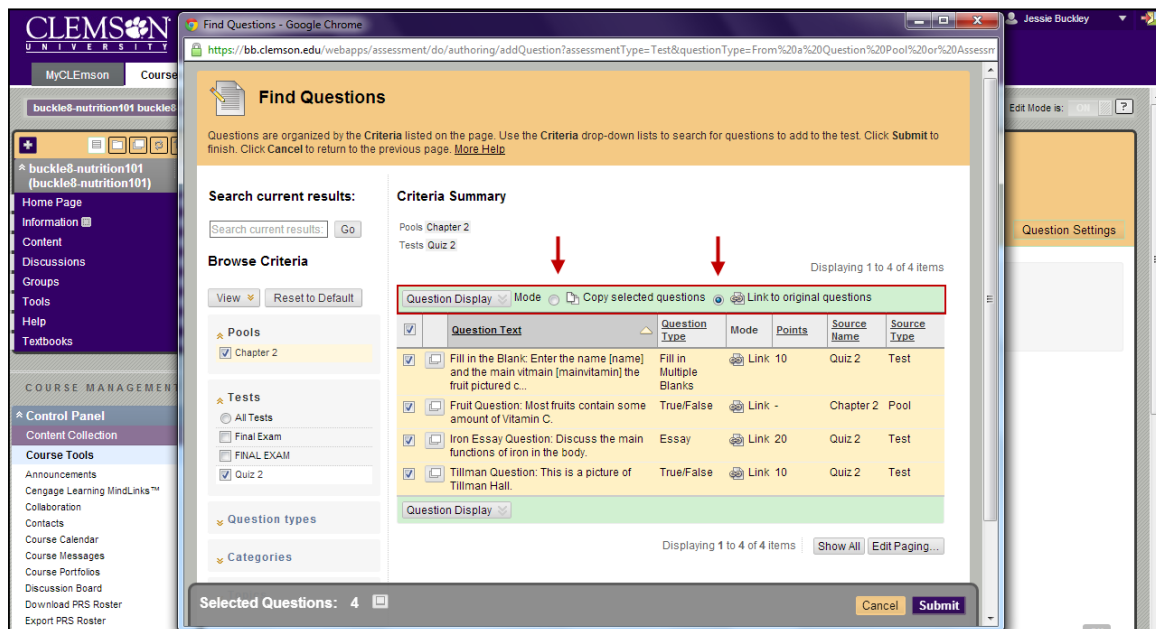 CLEMSON
UNIVERSITY
Jessie Buckley
MyCLEmson
Course
buckle8-nutrition101 buckle8
Edit Mode is: ON ?
buckle8-nutrition101
(buckle8-nutrition101)
Home Page
Information
Content
Discussions
Groups
Tools
Help
Textbooks
COURSE MANAGEMENT
Control Panel
Content Collection
Course Tools
Announcements
Cengage Learning MindLinks™
Collaboration
Contacts
Course Calendar
Course Messages
Course Portfolios
Discussion Board
Download PRS Roster
Export PRS Roster
Find Questions - Google Chrome
https://bb.clemson.edu/webapps/assessment/do/authoring/addQuestion?assessmentType=Test&questionType=From%20a%20Question%20Pool%20or%20Assessm
Find Questions
Questions are organized by the Criteria listed on the page. Use the Criteria drop-down lists to search for questions to add to the test. Click Submit to
finish. Click Cancel to return to the previous page. More Help
Search current results:
Search current results: Go
Browse Criteria
View Reset to Default
Pools
Chapter 2
Tests
All Tests
Final Exam
FINAL EXAM
Quiz 2
Question types
Categories
Criteria Summary
Pools Chapter 2
Tests Quiz 2
Displaying 1 to 4 of 4 items
Question Display Mode Copy selected questions Link to original questions
Question Text Question Type Mode Points Source Name Source Type
Fill in the Blank: Enter the name [name] Fill in Link 10 Quiz 2 Test
and the main vitmain [mainvitamin] the Multiple
fruit pictured c... Blanks
Fruit Question: Most fruits contain some True/False Link - Chapter 2 Pool
amount of Vitamin C.
Iron Essay Question: Discuss the main Essay Link 20 Quiz 2 Test
functions of iron in the body.
Tillman Question: This is a picture of True/False Link 10 Quiz 2 Test
Tillman Hall.
Question Display
Displaying 1 to 4 of 4 items Show All Edit Paging...
Selected Questions: 4
Cancel Submit
Question Settings